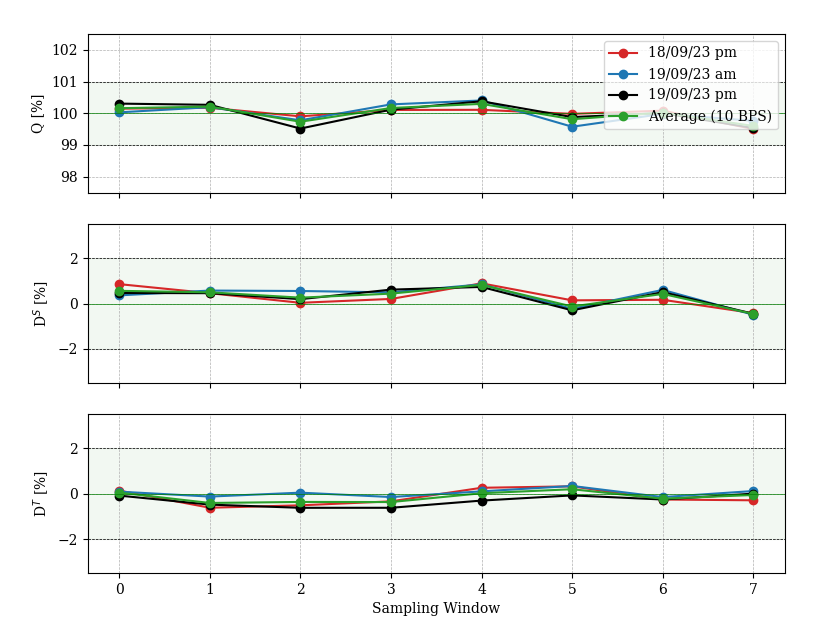 102
101
100
99
98
Q [%]
18/09/23 pm
19/09/23 am
19/09/23 pm
Average (10 BPS)
2
0
−2
D^S [%]
2
0
−2
D^T [%]
0 1 2 3 4 5 6 7
Sampling Window